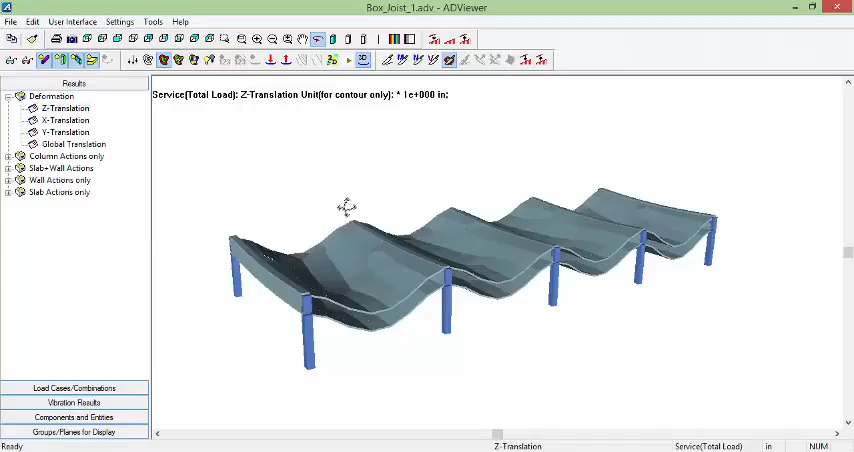 Box_Joist_1.adv - ADViewer
File Edit User Interface Settings Tools Help
Results
Service(Total Load): Z-Translation Unit(for contour only): * 1e+000 in;
Deformation
Z-Translation
X-Translation
Y-Translation
Global Translation
Column Actions only
Slab+Wall Actions
Wall Actions only
Slab Actions only
Load Cases/Combinations
Vibration Results
Components and Entities
Groups/Planes for Display
Ready Z-Translation Service(Total Load) in NUM